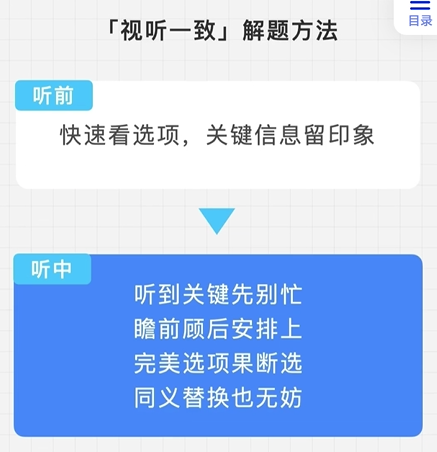 「视听一致」解题方法
目录
听前
快速看选项，关键信息留印象
听中
听到关键先别忙
瞻前顾后安排上
完美选项果断选
同义替换也无妨